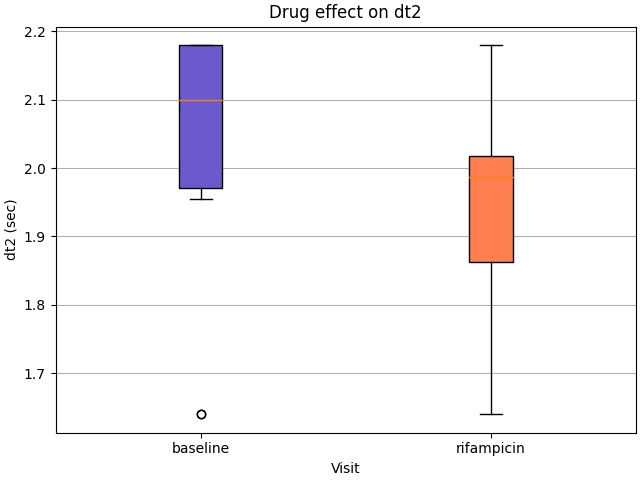 Drug effect on dt2
2.2
2.1
2.0
1.9
1.8
1.7
dt2 (sec)
baseline
rifampicin
Visit